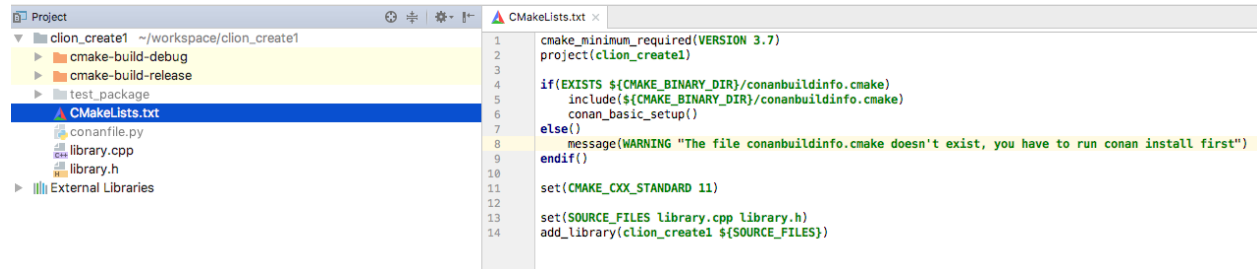 Project
clion_create1 ~/workspace/clion_create1
cmake-build-debug
cmake-build-release
test_package
CMakeLists.txt
conanfile.py
library.cpp
library.h
External Libraries
CMakeLists.txt
1 cmake_minimum_required(VERSION 3.7)
2 project(clion_create1)
3
4 if(EXISTS ${CMAKE_BINARY_DIR}/conanbuildinfo.cmake)
5     include(${CMAKE_BINARY_DIR}/conanbuildinfo.cmake)
6     conan_basic_setup()
7 else()
8     message(WARNING "The file conanbuildinfo.cmake doesn't exist, you have to run conan install first")
9 endif()
10
11 set(CMAKE_CXX_STANDARD 11)
12
13 set(SOURCE_FILES library.cpp library.h)
14 add_library(clion_create1 ${SOURCE_FILES})